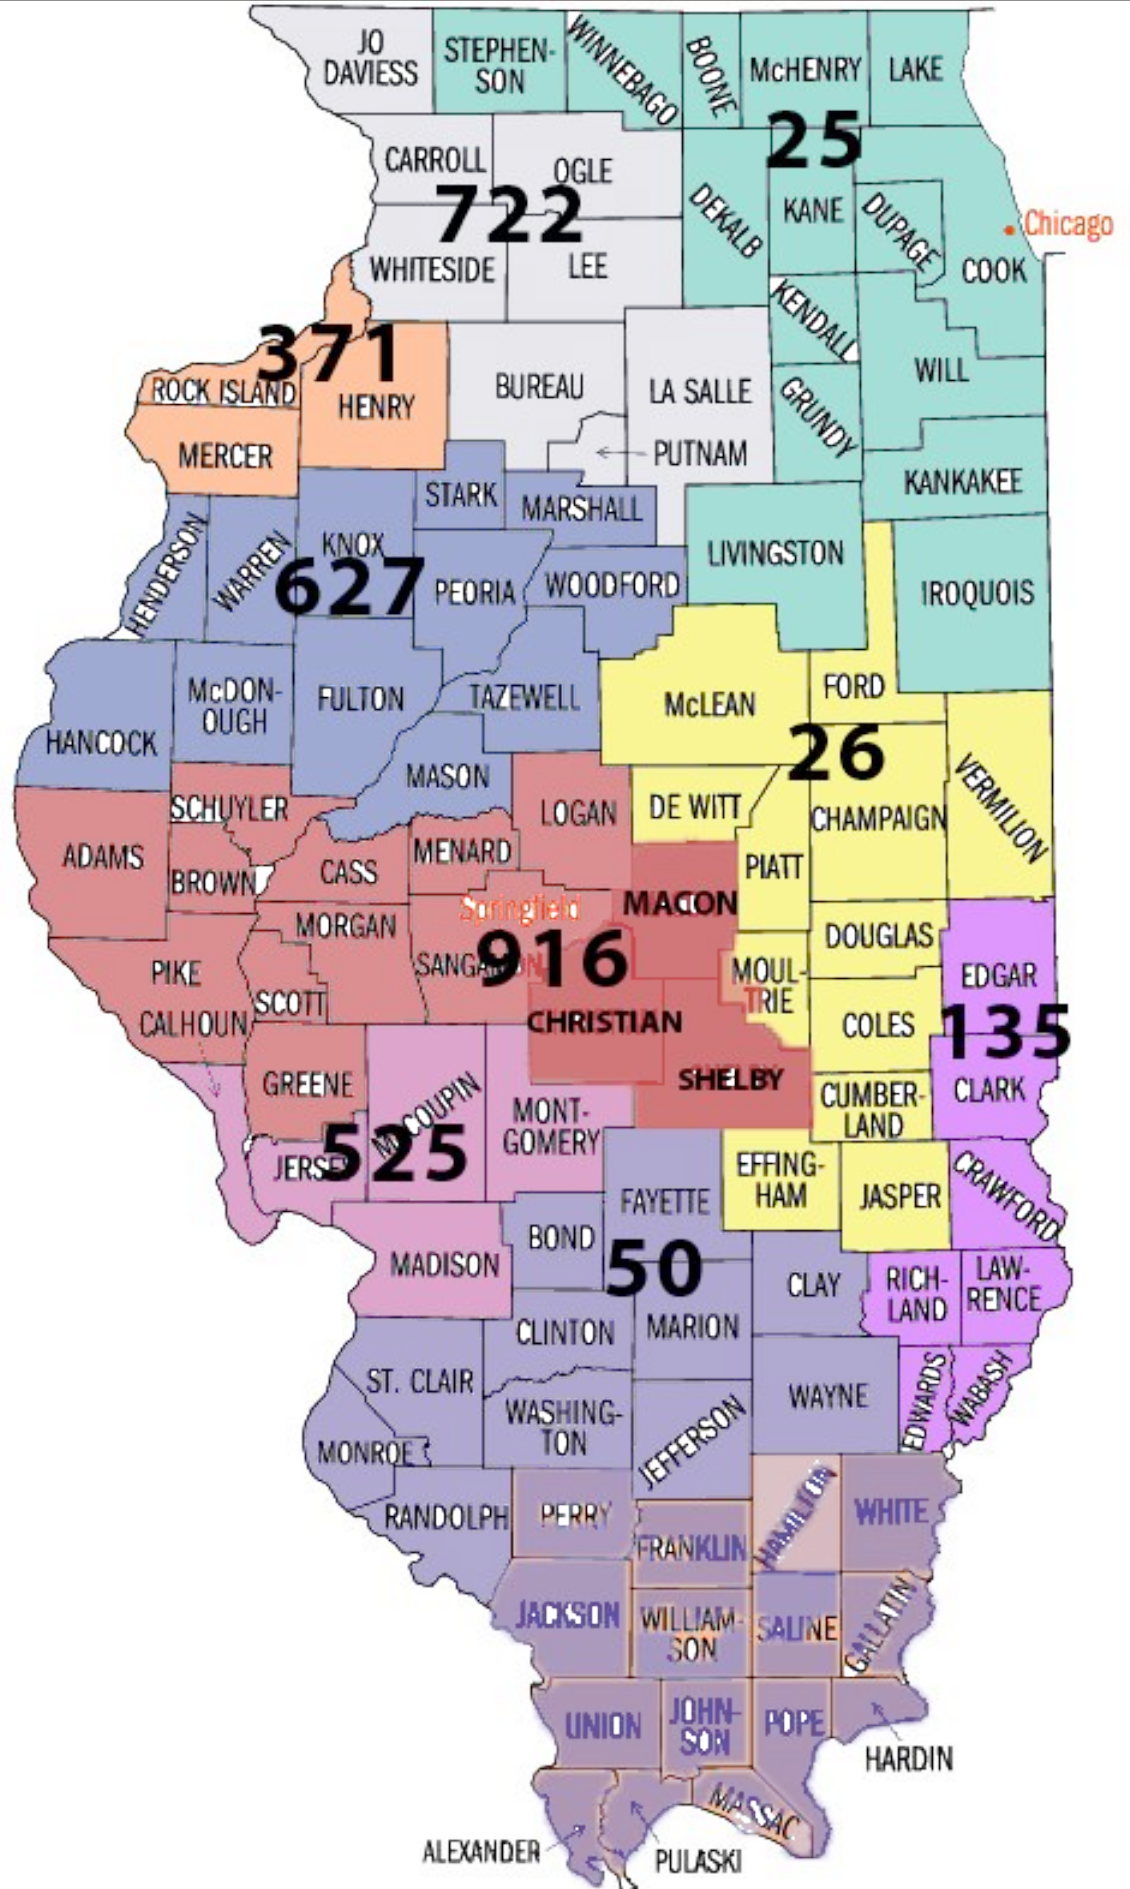 JO
DAVIESS
STEPHEN-
SON
WINNEBAGO
BOONE
McHENRY
LAKE
25
CARROLL
OGLE
722
WHITESIDE
LEE
DEKALB
KANE
DUPAGE
Chicago
COOK
KENDALL
371
ROCK ISLAND
HENRY
MERCER
BUREAU
LA SALLE
PUTNAM
GRUNDY
WILL
KANKAKEE
STARK
MARSHALL
HENDERSON
WARREN
KNOX
627
PEORIA
WOODFORD
LIVINGSTON
IROQUOIS
HANCOCK
McDON-
OUGH
FULTON
TAZEWELL
McLEAN
FORD
26
MASON
SCHUYLER
LOGAN
DE WITT
CHAMPAIGN
VERMILION
ADAMS
BROWN
CASS
MENARD
PIATT
MACON
Springfield
MORGAN
916
SANGAMON
PIKE
SCOTT
CALHOUN
CHRISTIAN
MOUL-
TRIE
DOUGLAS
COLES
EDGAR
135
CLARK
GREENE
MACOUPIN
MONT-
GOMERY
SHELBY
CUMBER-
LAND
JERSEY
525
FAYETTE
EFFING-
HAM
JASPER
CRAWFORD
MADISON
BOND
50
CLAY
RICH-
LAND
LAW-
RENCE
CLINTON
MARION
ST. CLAIR
WASHING-
TON
JEFFERSON
WAYNE
EDWARDS
WABASH
MONROE
RANDOLPH
PERRY
FRANKLIN
HAMILTON
WHITE
JACKSON
WILLIAM-
SON
SALINE
GALLATIN
UNION
JOHN-
SON
POPE
HARDIN
MASSAC
ALEXANDER
PULASKI